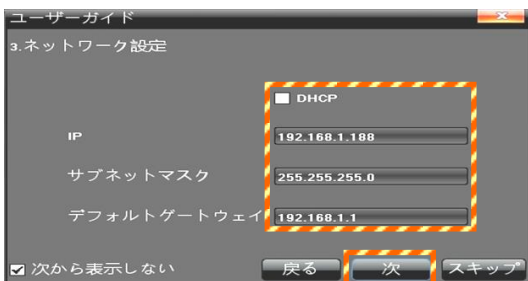 ユーザーガイド
3.ネットワーク設定
DHCP
IP 192.168.1.188
サブネットマスク 255.255.255.0
デフォルトゲートウェイ 192.168.1.1
次から表示しない 戻る 次 スキップ